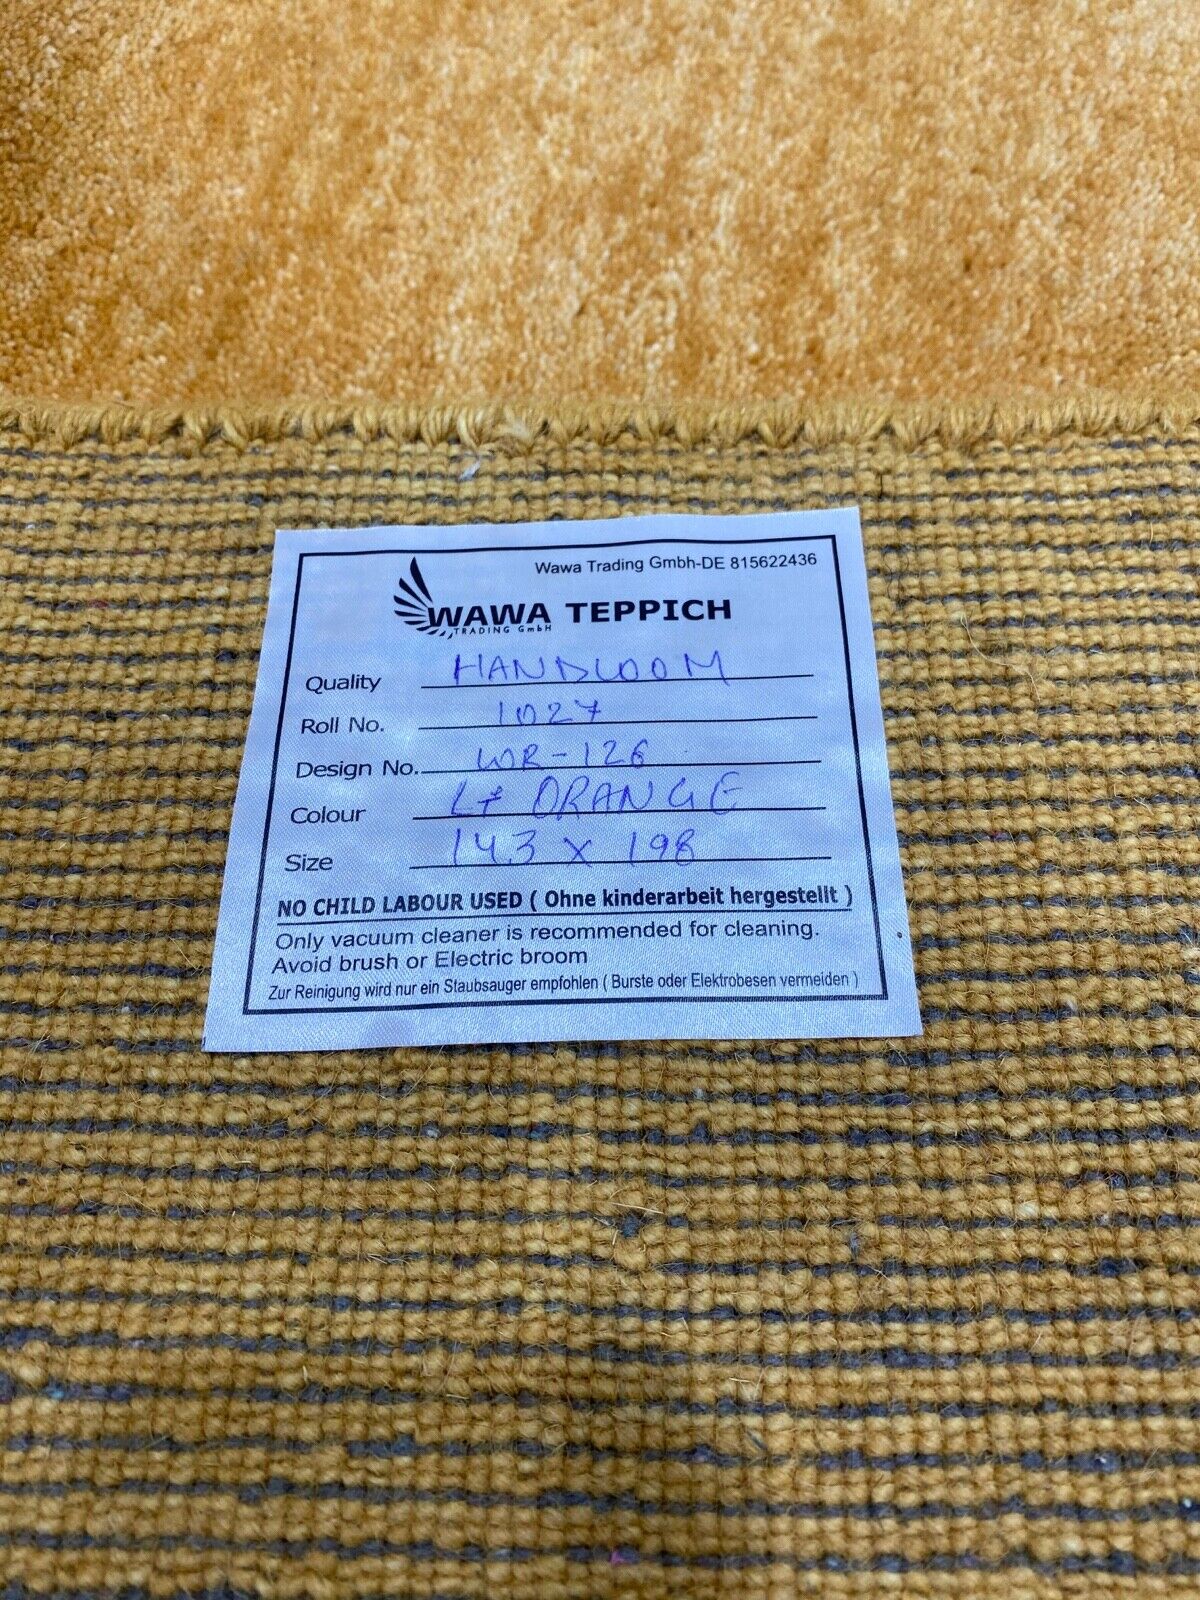 Wawa Trading Gmbh-DE 815622436
WAWA TEPPICH
TRADING GmbH
Quality HANDLOOM
Roll No. 1027
Design No. WR-126
Colour Lt ORANGE
Size 143 x 198
NO CHILD LABOUR USED ( Ohne kinderarbeit hergestellt )
Only vacuum cleaner is recommended for cleaning.
Avoid brush or Electric broom
Zur Reinigung wird nur ein Staubsauger empfohlen ( Burste oder Elektrobesen vermeiden )